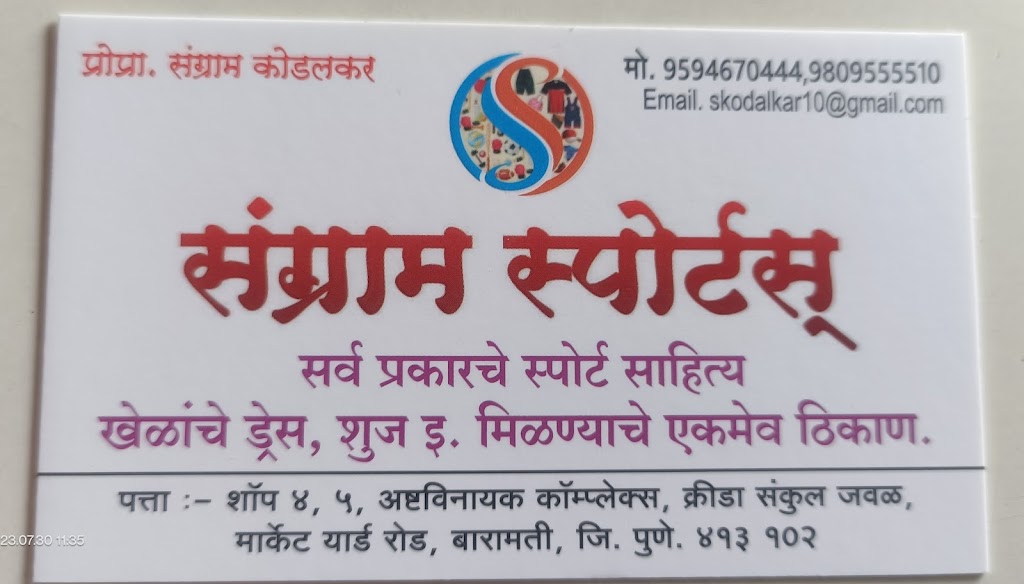 प्रोप्रा. संग्राम कोडलकर
मो. 9594670444,9809555510
Email. skodalkar10@gmail.com
संग्राम स्पोर्टस्
सर्व प्रकारचे स्पोर्ट साहित्य
खेळांचे ड्रेस, शुज इ. मिळण्याचे एकमेव ठिकाण.
पत्ता :- शॉप ४, ५, अष्टविनायक कॉम्प्लेक्स, क्रीडा संकुल जवळ,
मार्केट यार्ड रोड, बारामती, जि. पुणे. ४१३ १०२
23.07.30 11:35